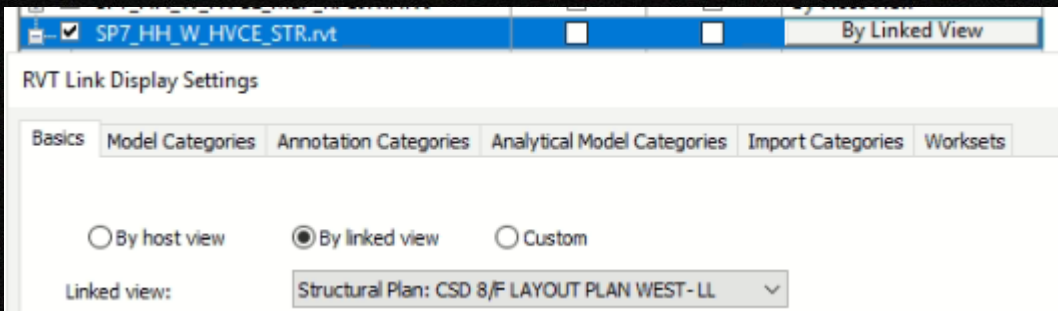 SP7_HH_W_HVCE_STR.rvt By Linked View
RVT Link Display Settings
Basics Model Categories Annotation Categories Analytical Model Categories Import Categories Worksets
By host view By linked view Custom
Linked view: Structural Plan: CSD 8/F LAYOUT PLAN WEST- LL